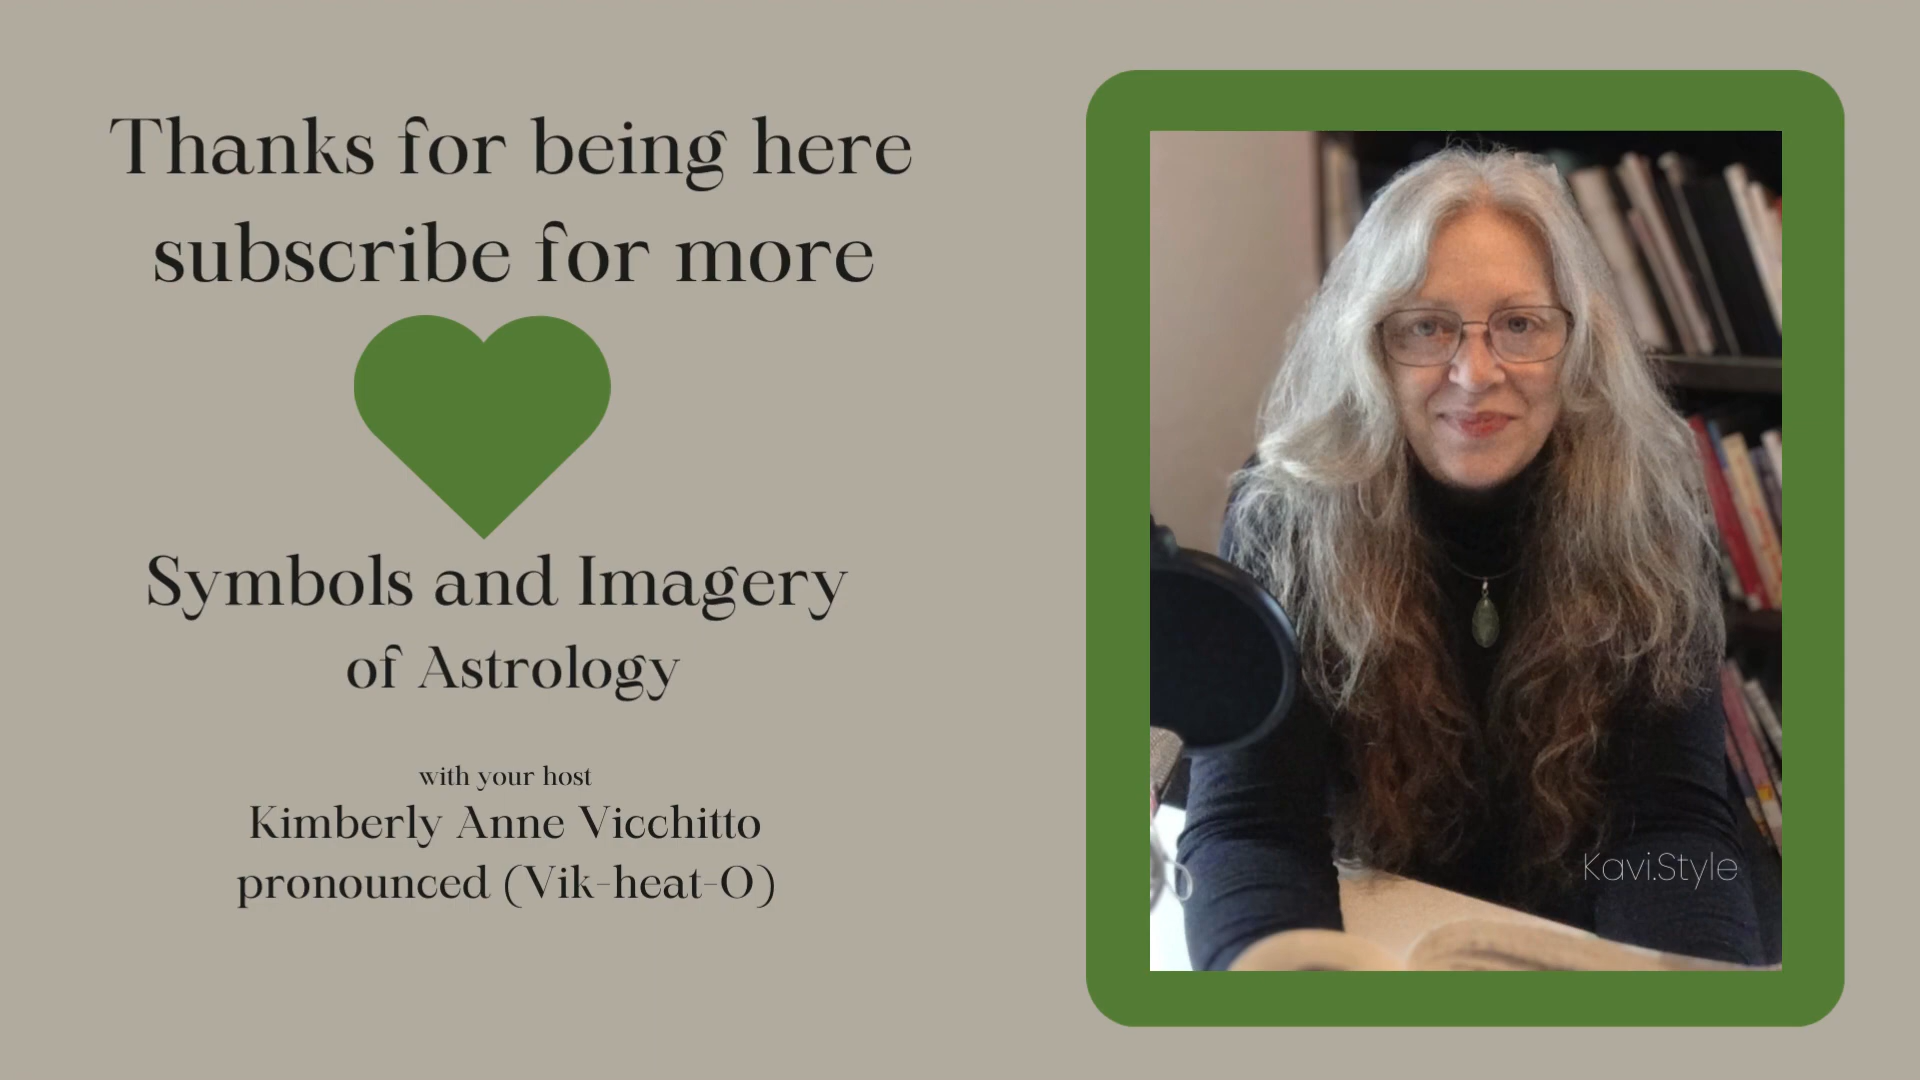 Thanks for being here
subscribe for more
Symbols and Imagery
of Astrology
with your host
Kimberly Anne Vicchitto
pronounced (Vik-heat-O)
Kavi.Style